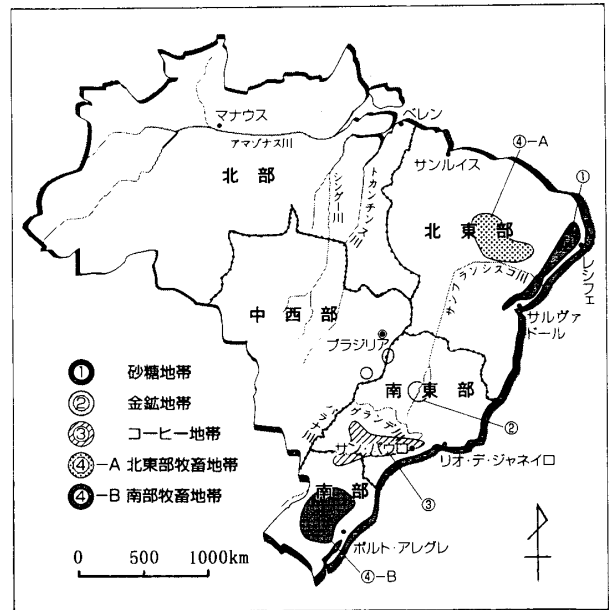 マナウス
ベレン
④-A
①
アマゾナス川
サンルイス
北部
シングー川
トカンチンス川
北東部
レシフェ
サンフランシスコ川
中西部
サルヴァドール
ブラジリア
① 砂糖地帯
② 金鉱地帯
③ コーヒー地帯
④-A 北東部牧畜地帯
④-B 南部牧畜地帯
南東部
②
パラナ川
グランデ川
サン・パウロ
リオ・デ・ジャネイロ
③
南部
ポルト・アレグレ
④-B
0 500 1000km